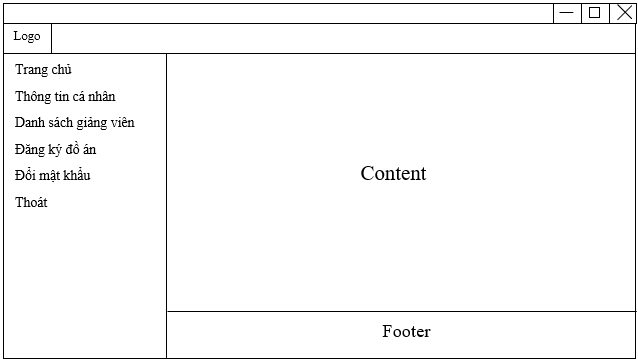 Logo
Trang chủ
Thông tin cá nhân
Danh sách giảng viên
Đăng ký đồ án
Đổi mật khẩu
Thoát
Content
Footer